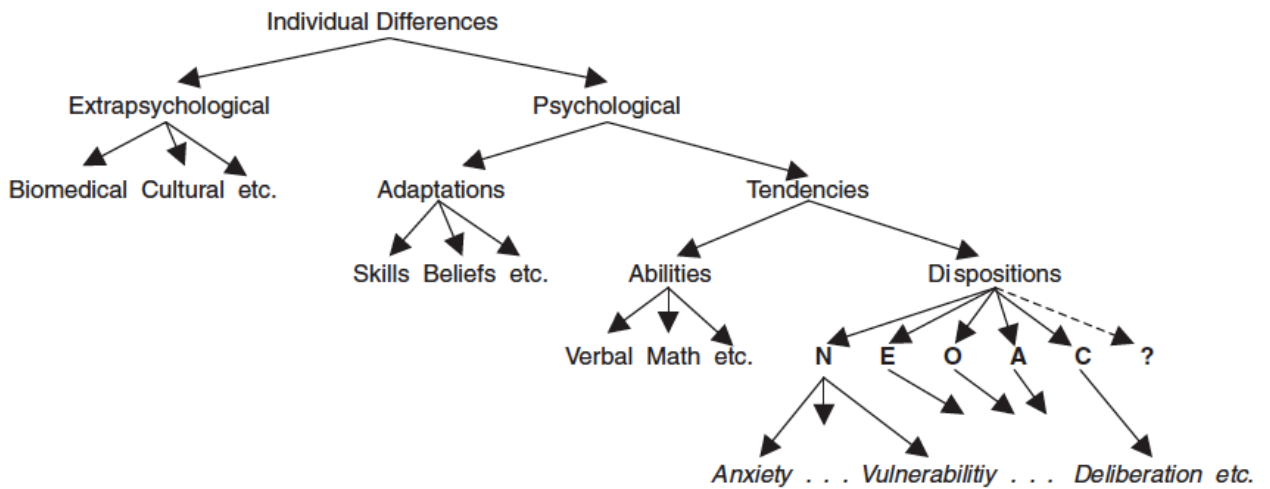 Individual Differences
Extrapsychological Psychological
Biomedical Cultural etc. Adaptations Tendencies
Skills Beliefs etc. Abilities Dispositions
Verbal Math etc. N E O A C ?
Anxiety . . . Vulnerabilitiy . . . Deliberation etc.